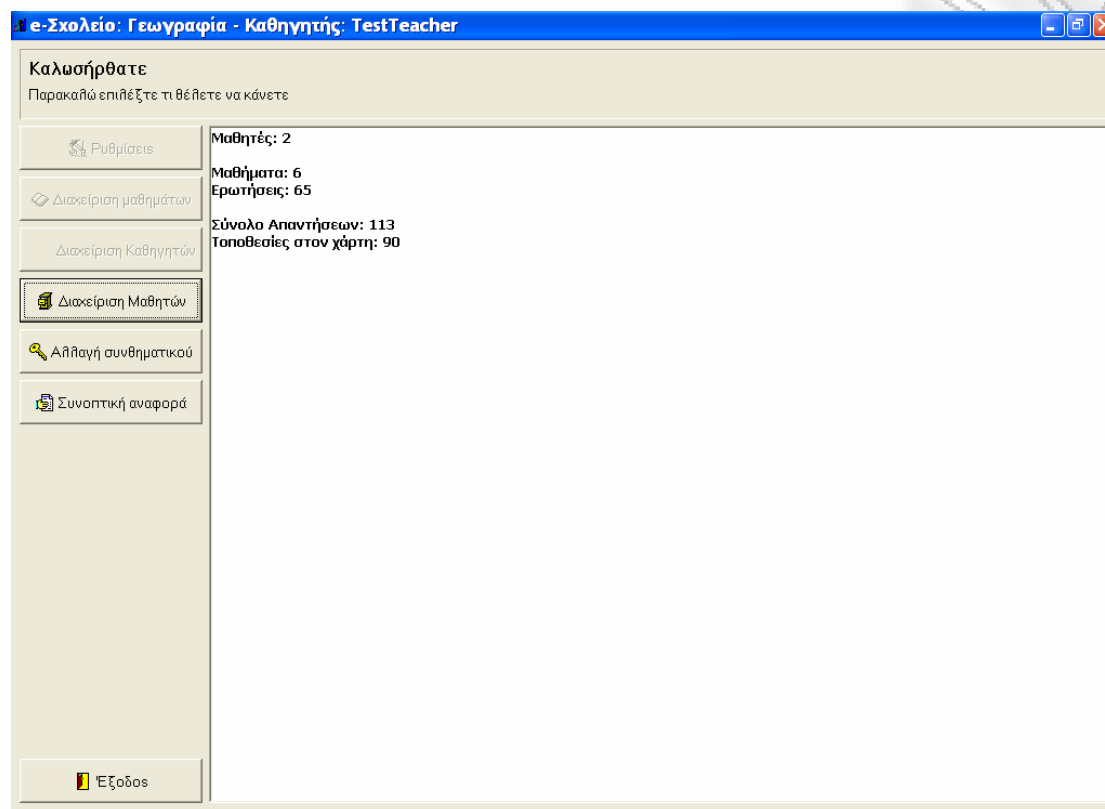 e-Σχολείο: Γεωγραφία - Καθηγητής: TestTeacher
Καλωσήρθατε
Παρακαλώ επιλέξτε τι θέλετε να κάνετε
Ρυθμίσεις
Διαχείριση μαθημάτων
Διαχείριση Καθηγητών
Διαχείριση Μαθητών
Αλλαγή συνθηματικού
Συνοπτική αναφορά
Έξοδος
Μαθητές: 2
Μαθήματα: 6
Ερωτήσεις: 65
Σύνολο Απαντήσεων: 113
Τοποθεσίες στον χάρτη: 90